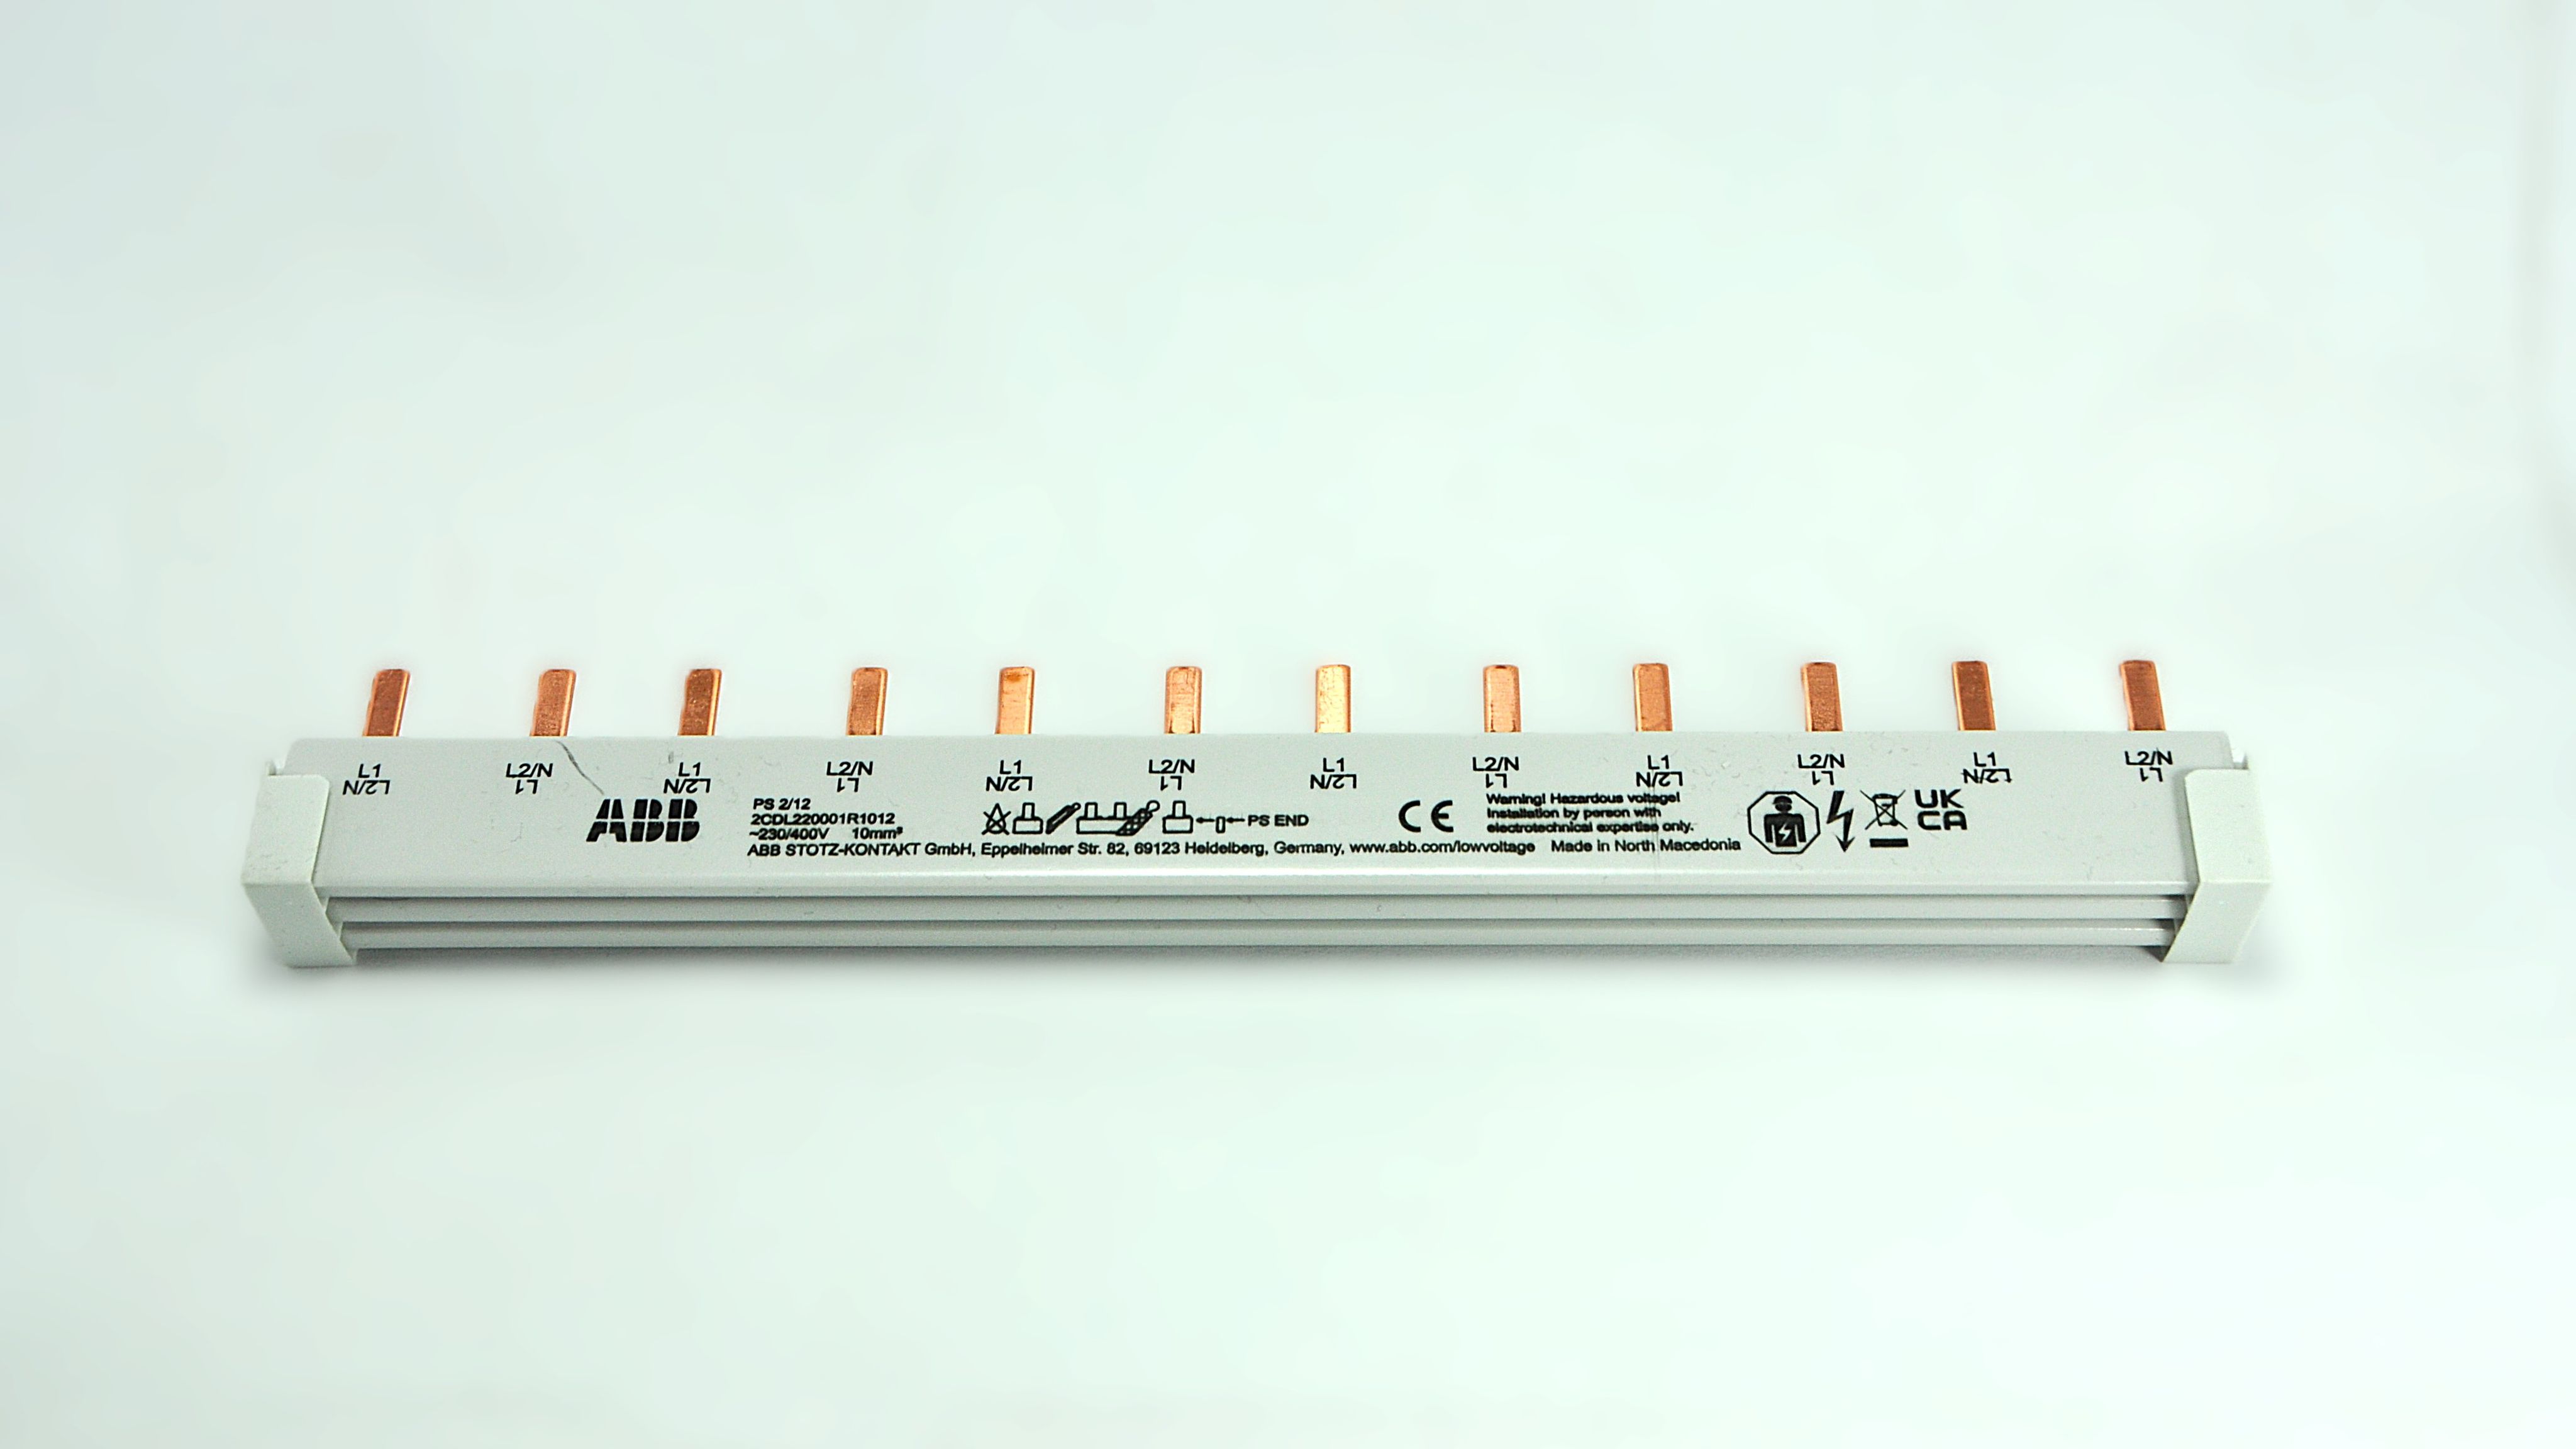 L1 L2/N L1 L2/N L1 L2/N L1 L2/N L1 L2/N L1 L2/N
L2/N L1 L2/N L1 L2/N L1 L2/N L1 L2/N L1 L2/N L1
ABB
PS 2/12
2CDL220001R1012
~230/400V 10mm²
PS END
CE
Warning! Hazardous voltage!
Installation by person with
electrotechnical expertise only.
UK
CA
ABB STOTZ-KONTAKT GmbH, Eppelheimer Str. 82, 69123 Heidelberg, Germany, www.abb.com/lowvoltage Made in North Macedonia